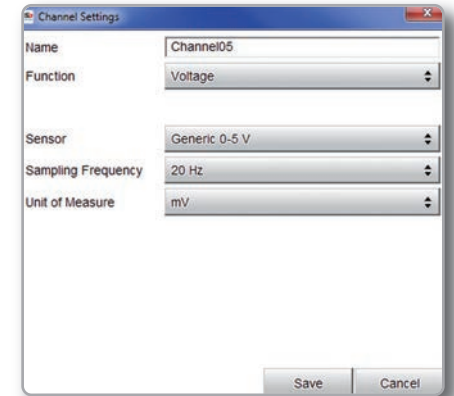 Channel Settings
Name Channel05
Function Voltage
Sensor Generic 0-5 V
Sampling Frequency 20 Hz
Unit of Measure mV
Save Cancel